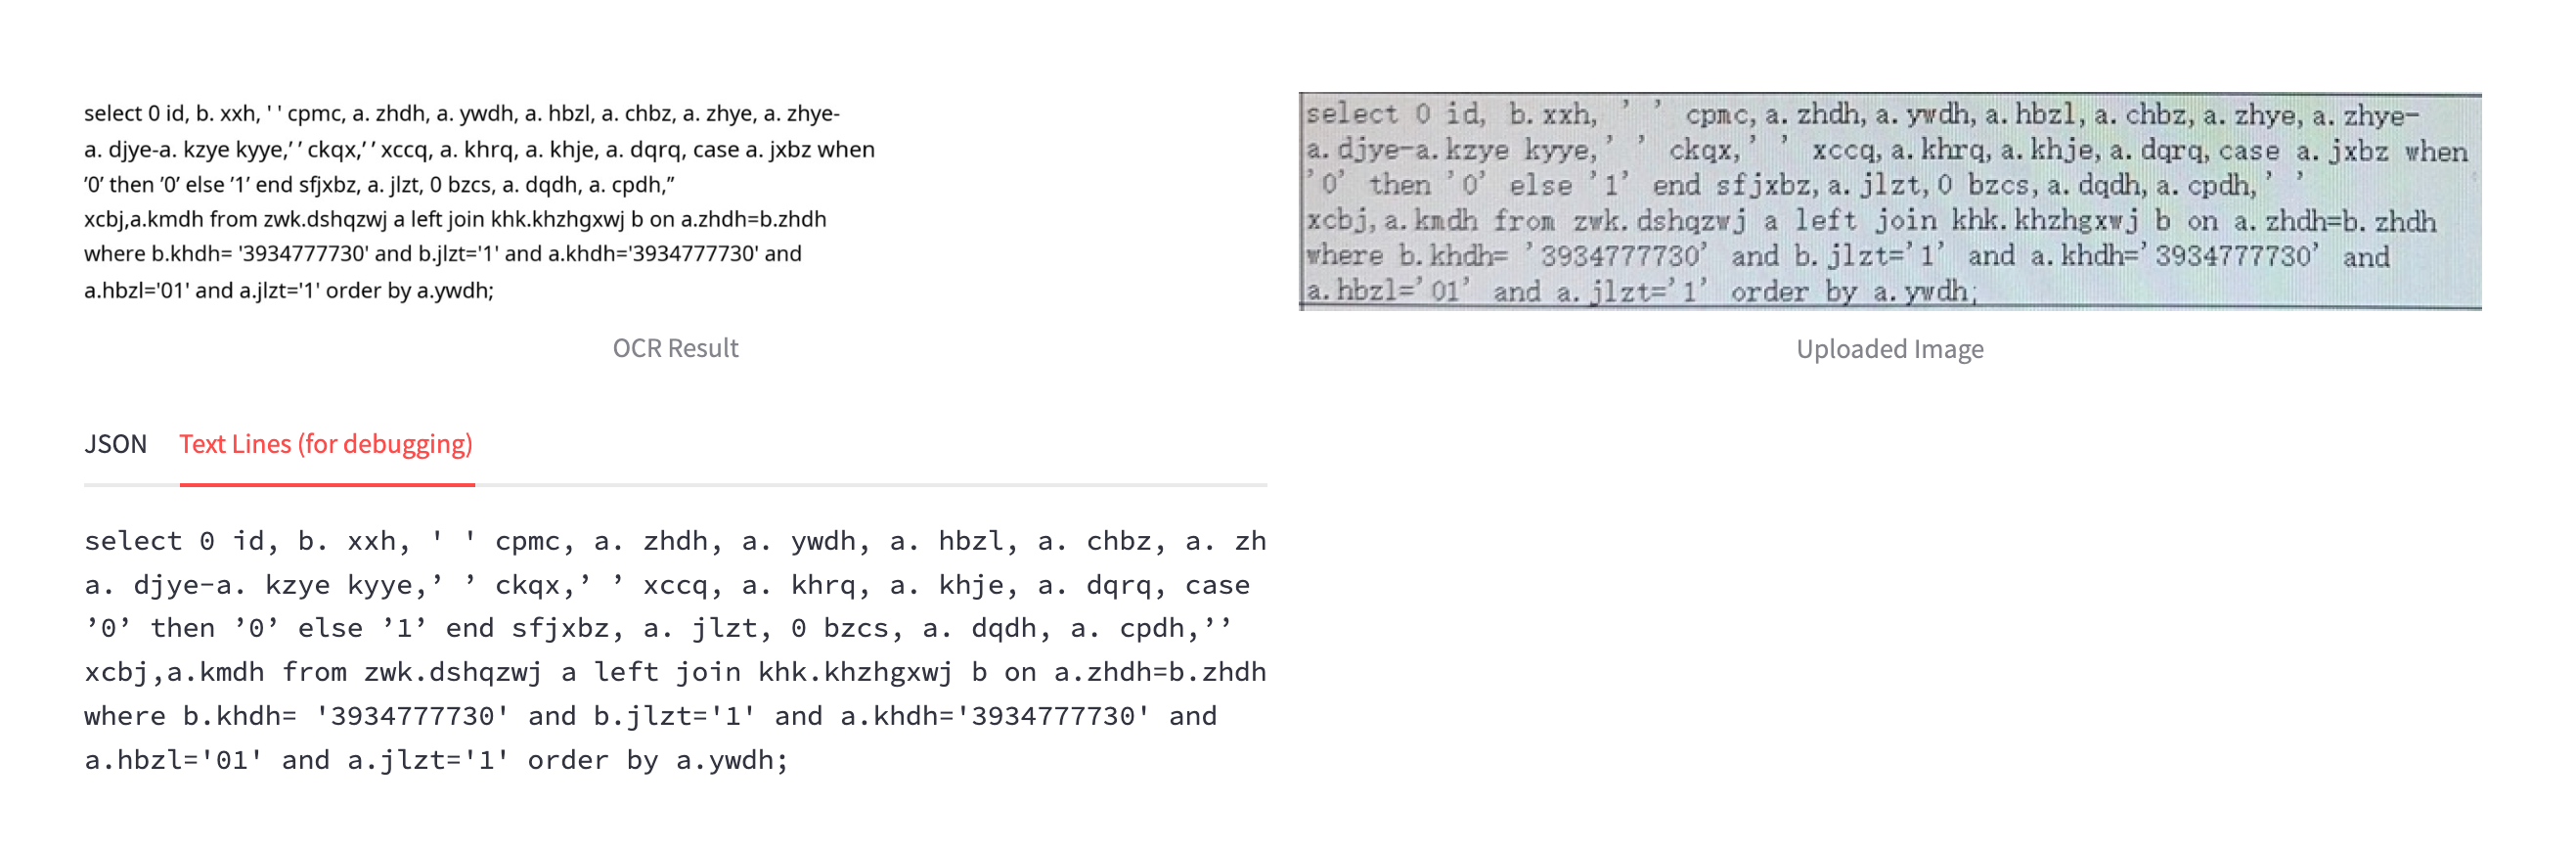 select 0 id, b. xxh, ' ' cpmc, a. zhdh, a. ywdh, a. hbzl, a. chbz, a. zhye, a. zhye-
a. djye-a. kzye kyye,’ ’ ckqx,’ ’ xccq, a. khrq, a. khje, a. dqrq, case a. jxbz when
’0’ then ’0’ else ’1’ end sfjxbz, a. jlzt, 0 bzcs, a. dqdh, a. cpdh,’’
xcbj,a.kmdh from zwk.dshqzwj a left join khk.khzhgxwj b on a.zhdh=b.zhdh
where b.khdh= '3934777730' and b.jlzt='1' and a.khdh='3934777730' and
a.hbzl='01' and a.jlzt='1' order by a.ywdh;
OCR Result
select 0 id, b. xxh, ’ ’ cpmc, a. zhdh, a. ywdh, a. hbzl, a. chbz, a. zhye, a. zhye-
a. djye-a. kzye kyye,’ ’ ckqx,’ ’ xccq, a. khrq, a. khje, a. dqrq, case a. jxbz when
’0’ then ’0’ else ’1’ end sfjxbz, a. jlzt, 0 bzcs, a. dqdh, a. cpdh,’ ’
xcbj, a. kmdh from zwk. dshqzwj a left join khk. khzhgxwj b on a. zhdh=b. zhdh
where b. khdh= ’3934777730’ and b. jlzt=’1’ and a. khdh=’3934777730’ and
a. hbzl=’01’ and a. jlzt=’1’ order by a. ywdh;
Uploaded Image
JSON Text Lines (for debugging)
select 0 id, b. xxh, ' ' cpmc, a. zhdh, a. ywdh, a. hbzl, a. chbz, a. zh
a. djye-a. kzye kyye,’ ’ ckqx,’ ’ xccq, a. khrq, a. khje, a. dqrq, case
’0’ then ’0’ else ’1’ end sfjxbz, a. jlzt, 0 bzcs, a. dqdh, a. cpdh,’’
xcbj,a.kmdh from zwk.dshqzwj a left join khk.khzhgxwj b on a.zhdh=b.zhdh
where b.khdh= '3934777730' and b.jlzt='1' and a.khdh='3934777730' and
a.hbzl='01' and a.jlzt='1' order by a.ywdh;